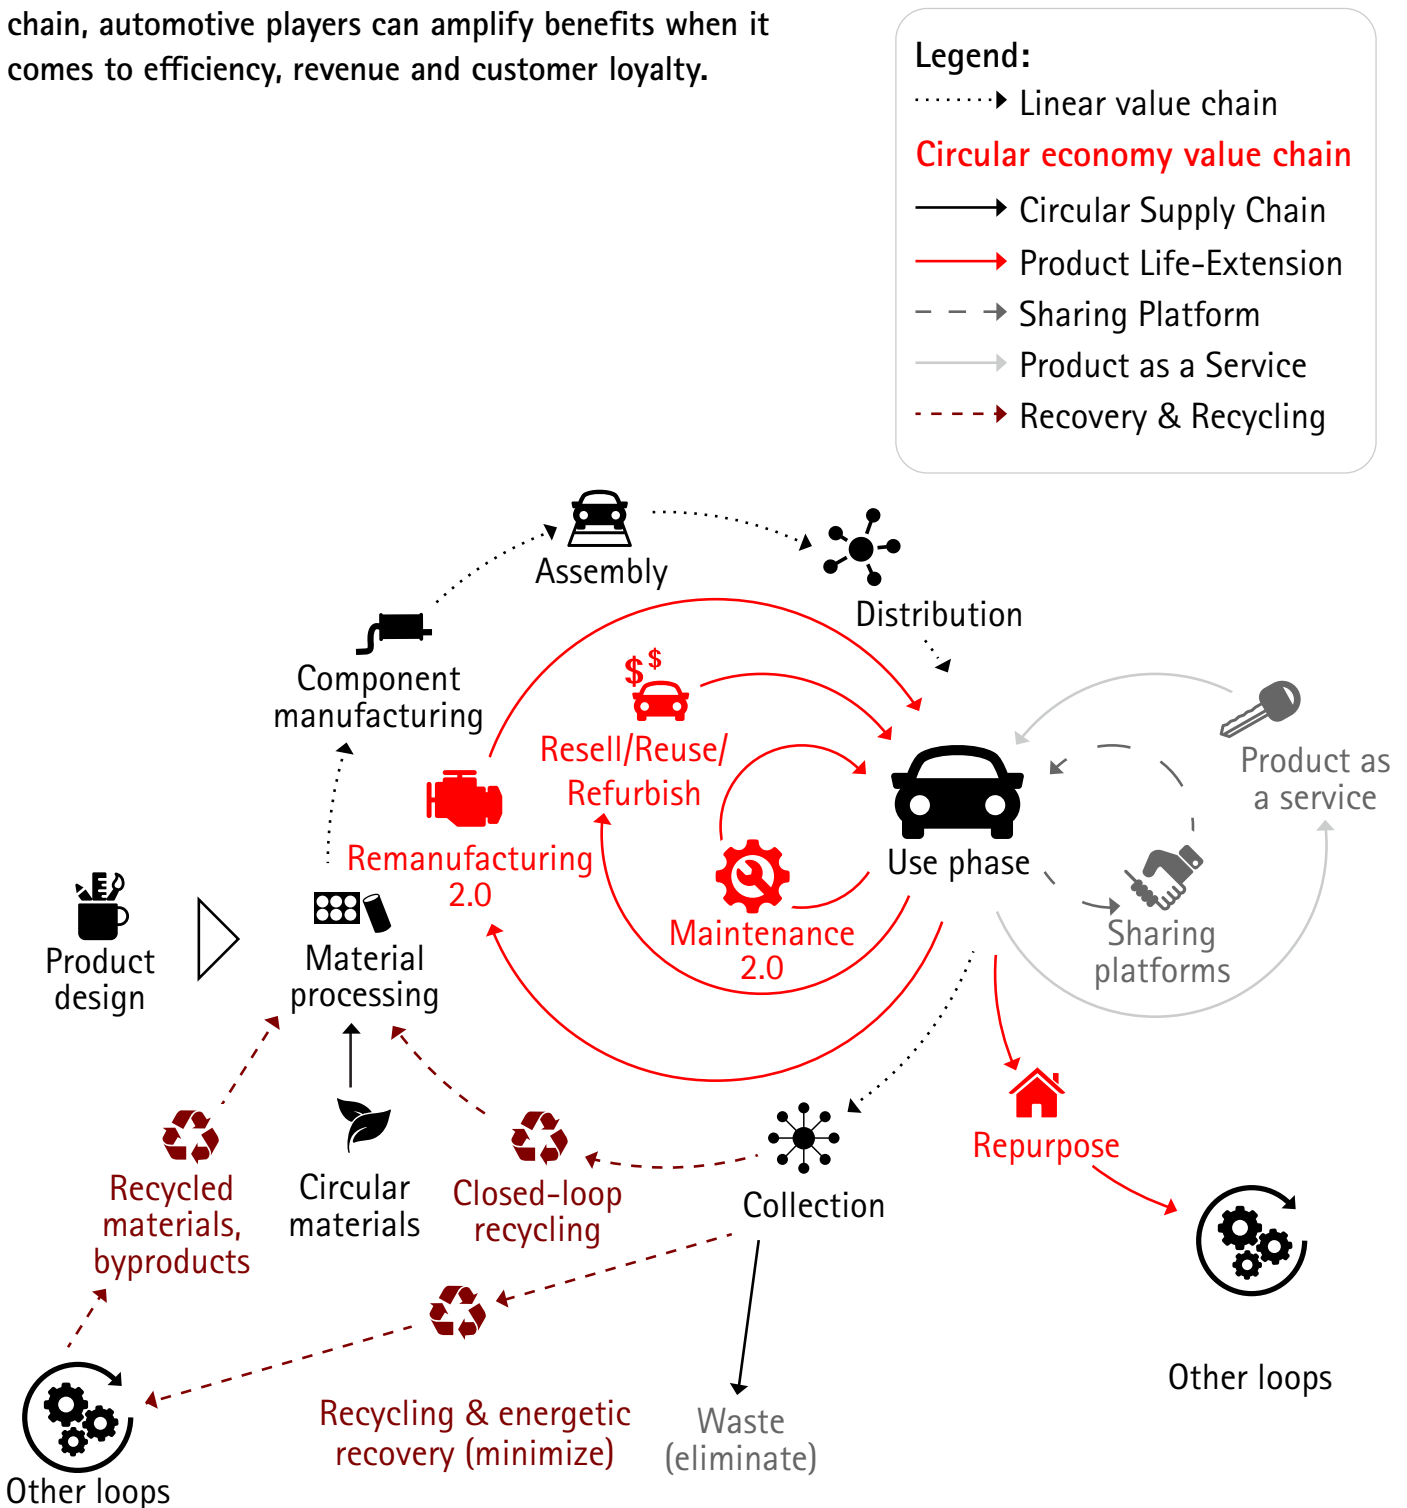 chain, automotive players can amplify benefits when it
comes to efficiency, revenue and customer loyalty.
Legend:
Linear value chain
Circular economy value chain
Circular Supply Chain
Product Life-Extension
Sharing Platform
Product as a Service
Recovery & Recycling
Assembly
Distribution
Component
manufacturing
$ $
Resell/Reuse/
Refurbish
Product as
a service
Remanufacturing
2.0
Use phase
Maintenance
2.0
Sharing
platforms
Product
design
Material
processing
Repurpose
Recycled
materials,
byproducts
Circular
materials
Closed-loop
recycling
Collection
Other loops
Recycling & energetic
recovery (minimize)
Waste
(eliminate)
Other loops